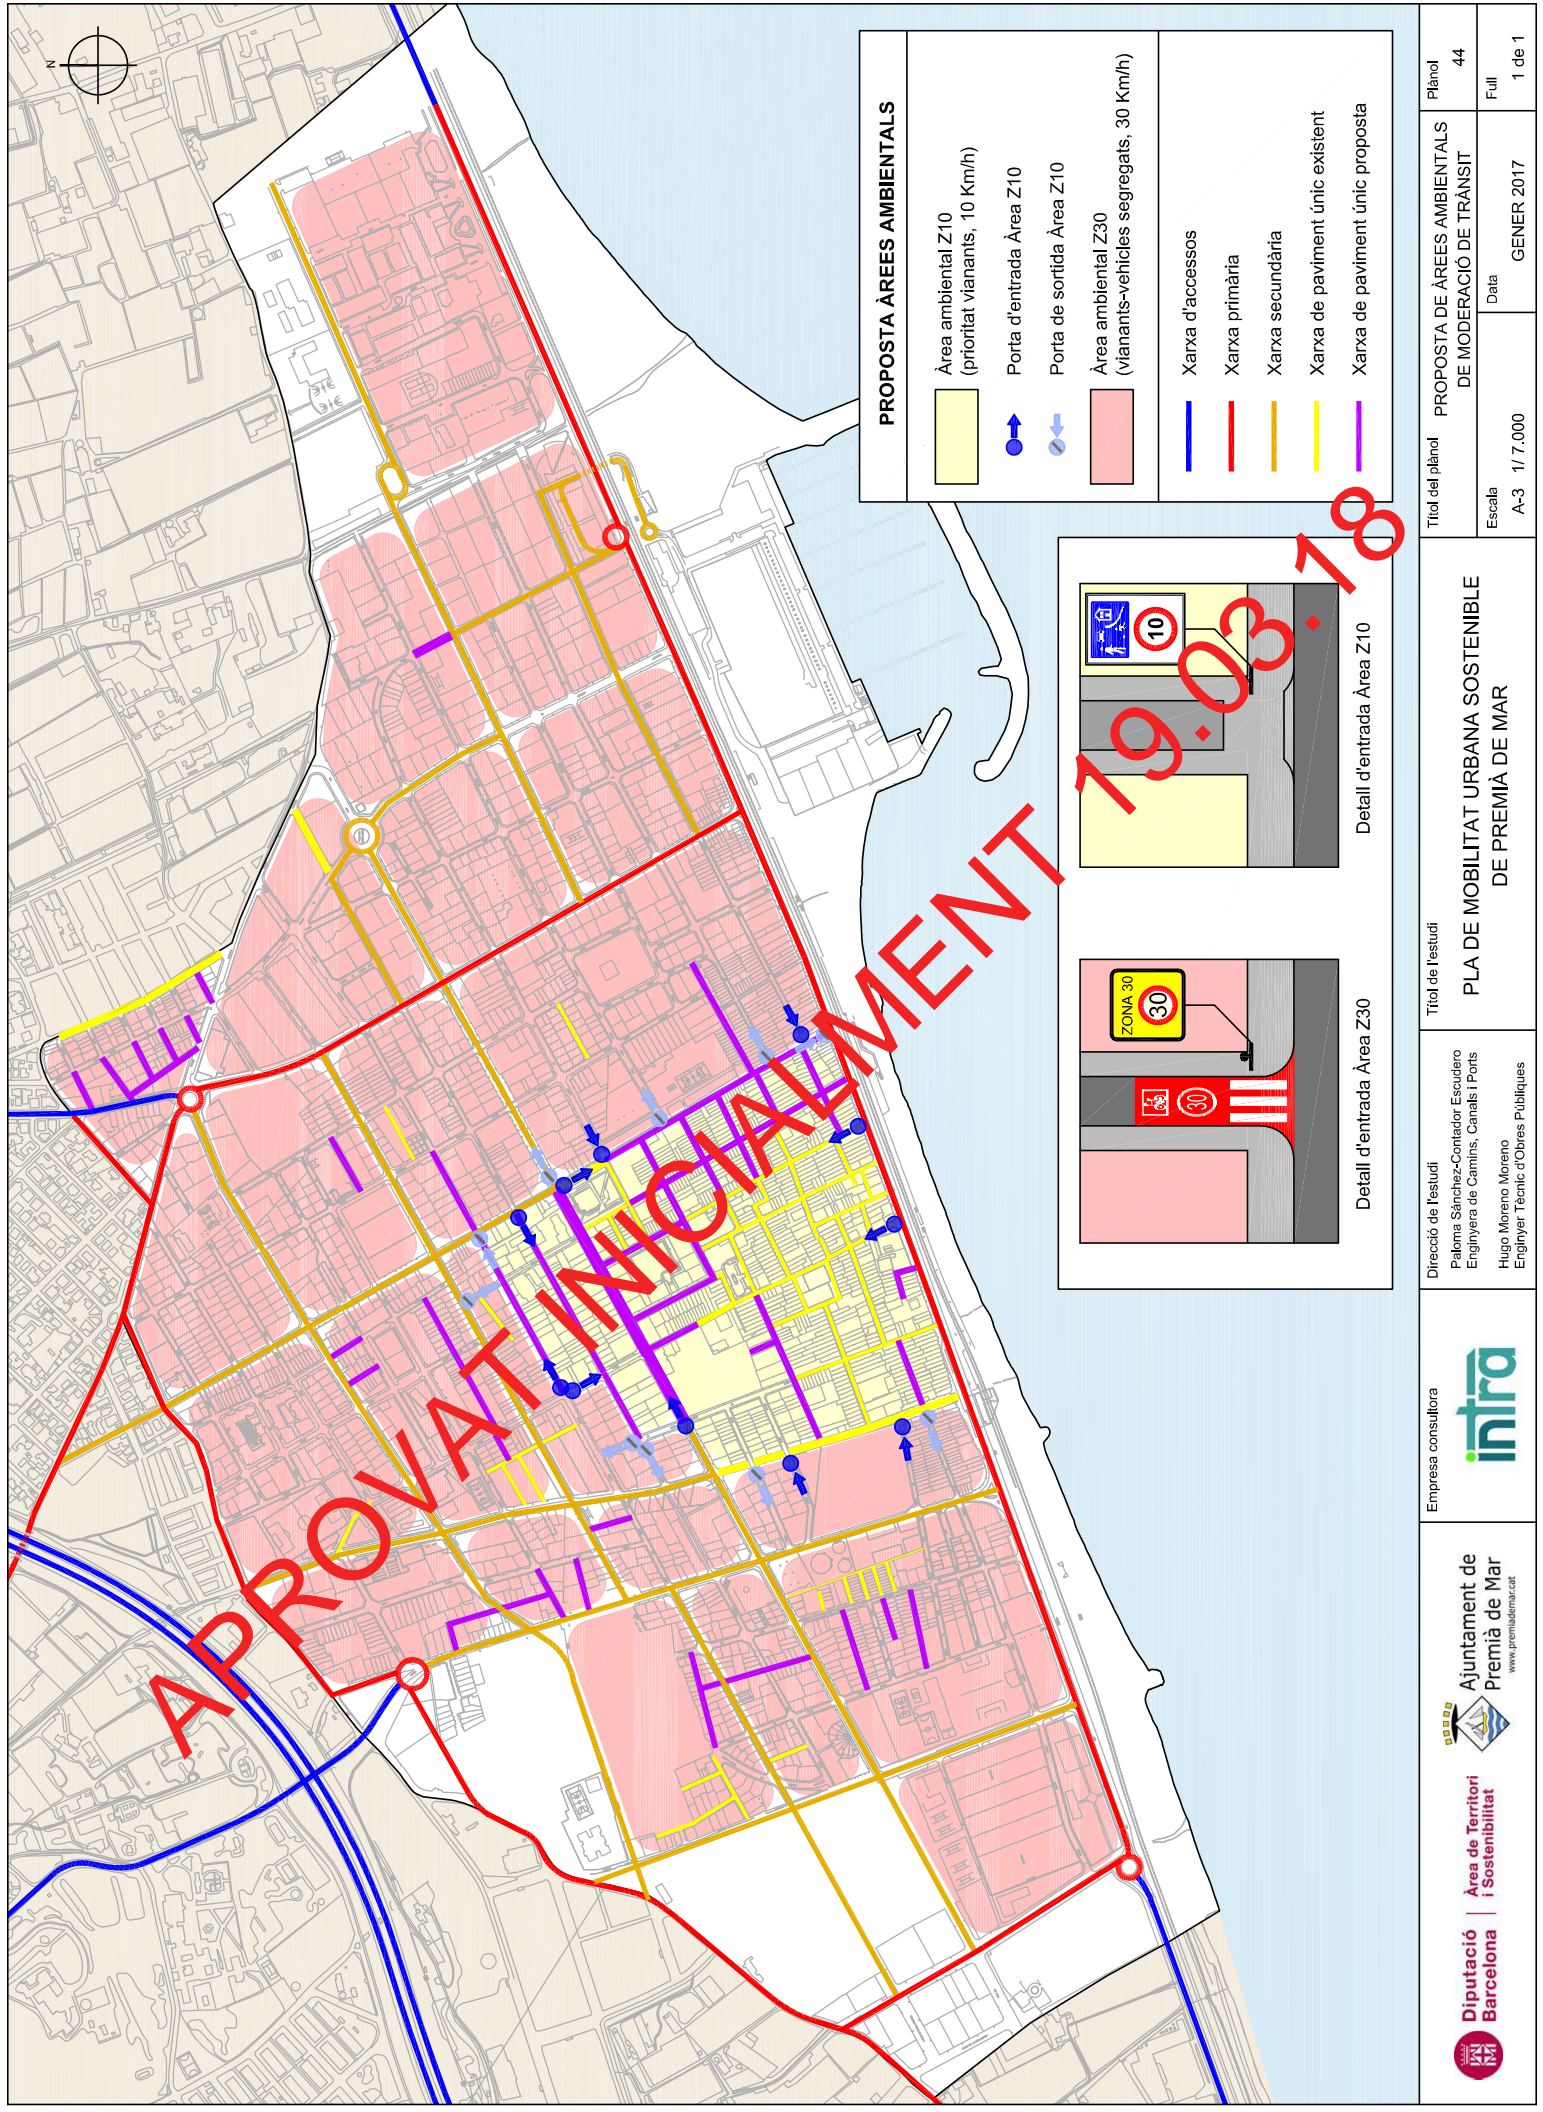 N
PROPOSTA ÀREES AMBIENTALS
Àrea ambiental Z10
(prioritat vianants, 10 Km/h)
Porta d'entrada Àrea Z10
Porta de sortida Àrea Z10
Àrea ambiental Z30
(vianants-vehicles segregats, 30 Km/h)
Xarxa d'accessos
Xarxa primària
Xarxa secundària
Xarxa de paviment únic existent
Xarxa de paviment únic proposta
APROVAT INICIALMENT 19.03.18
ZONA 30
30
30
Detall d'entrada Àrea Z30
10
Detall d'entrada Àrea Z10
Diputació
Barcelona
Àrea de Territori
i Sostenibilitat
Ajuntament de
Premià de Mar
www.premiademar.cat
Empresa consultora
intra
Direcció de l'estudi
Paloma Sánchez-Contador Escudero
Enginyera de Camins, Canals i Ports
Hugo Moreno Moreno
Enginyer Tècnic d'Obres Públiques
Títol de l'estudi
PLA DE MOBILITAT URBANA SOSTENIBLE
DE PREMIÀ DE MAR
Títol del plànol
PROPOSTA DE ÀREES AMBIENTALS
DE MODERACIÓ DE TRÀNSIT
Plànol
44
Escala
A-3 1/ 7.000
Data
GENER 2017
Full
1 de 1